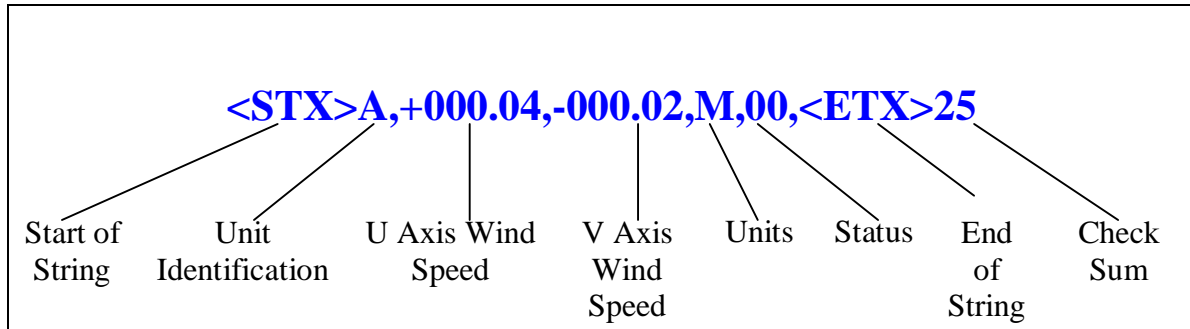 <STX>A,+000.04,-000.02,M,00,<ETX>25
Start of
String
Unit
Identification
U Axis Wind
Speed
V Axis
Wind
Speed
Units
Status
End
of
String
Check
Sum